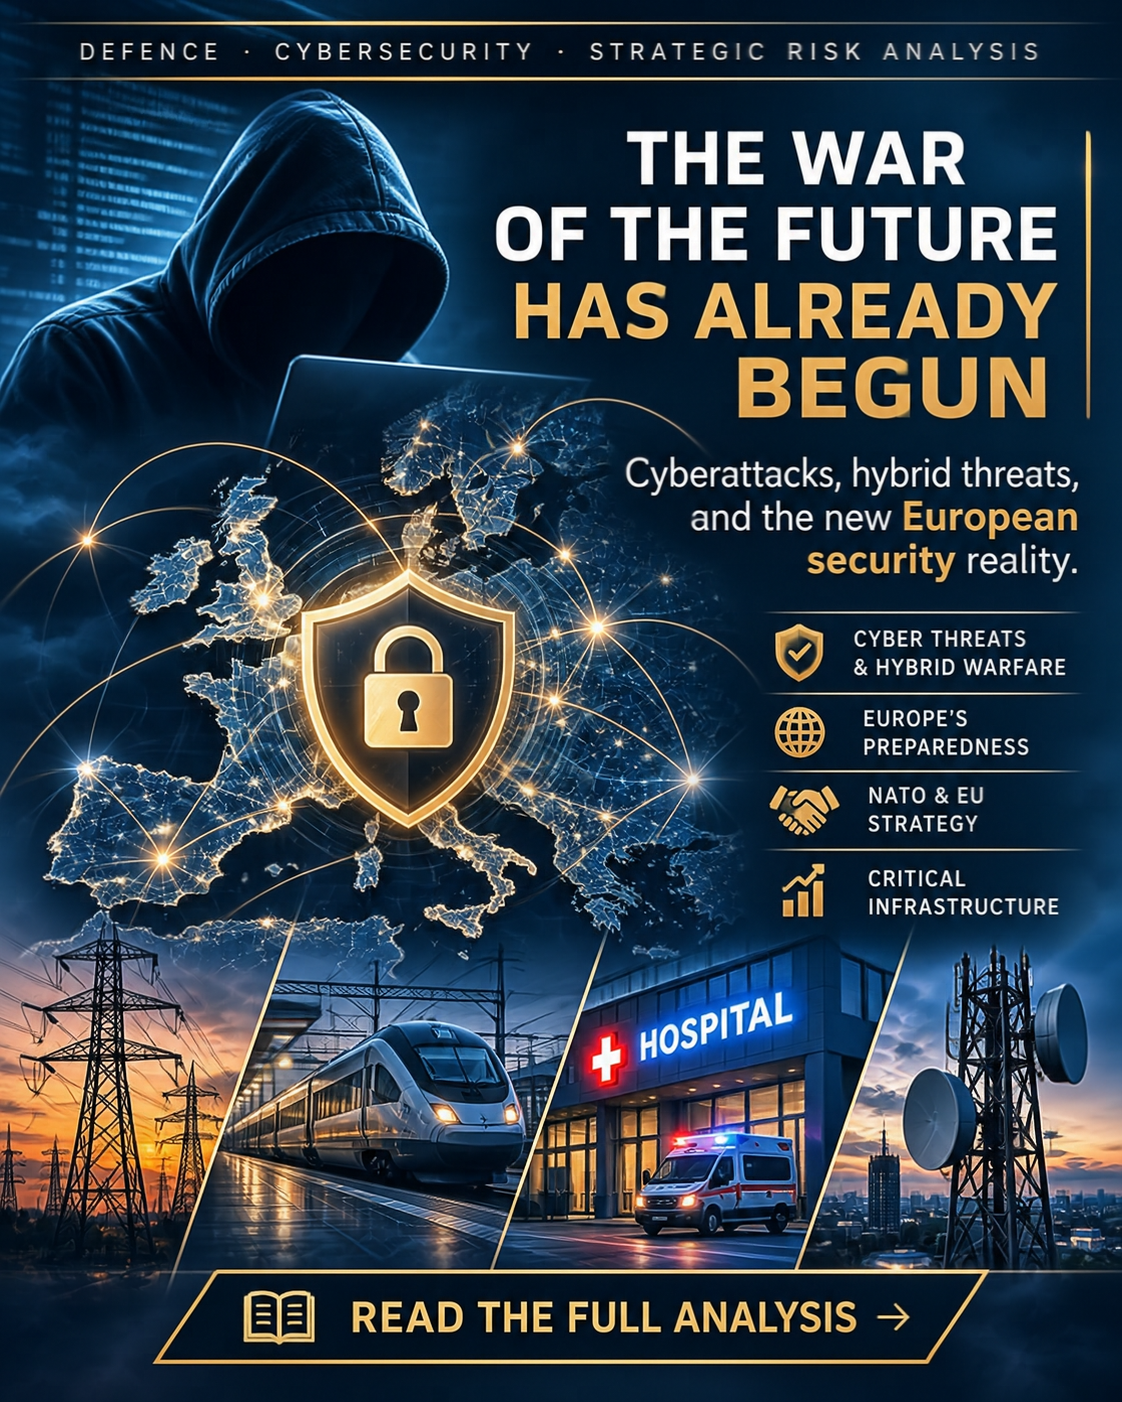 DEFENCE · CYBERSECURITY · STRATEGIC RISK ANALYSIS
THE WAR
OF THE FUTURE
HAS ALREADY
BEGUN
Cyberattacks, hybrid threats,
and the new European
security reality.
CYBER THREATS
& HYBRID WARFARE
EUROPE'S
PREPAREDNESS
NATO & EU
STRATEGY
CRITICAL
INFRASTRUCTURE
HOSPITAL
READ THE FULL ANALYSIS →